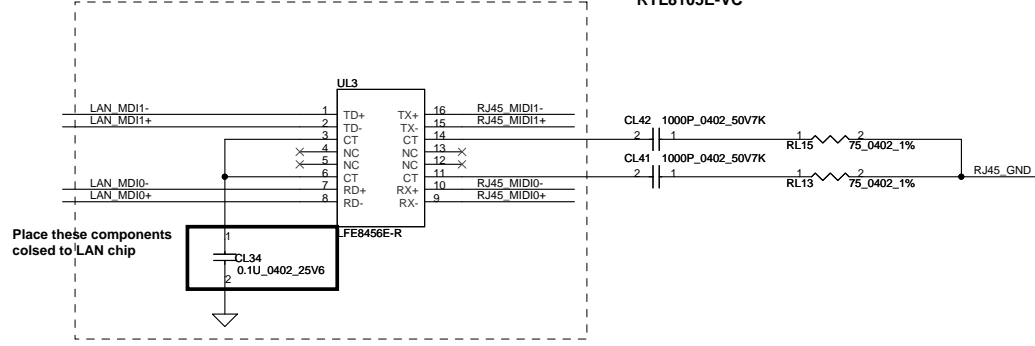 RTL8105E-VC
UL3
LAN_MDI1- 1 TD+ TX+ 16 RJ45_MIDI1-
LAN_MDI1+ 2 TD- TX- 15 RJ45_MIDI1+
3 CT CT 14
4 NC NC 13
5 NC NC 12
6 CT CT 11
LAN_MDI0- 7 RD+ RX+ 10 RJ45_MIDI0-
LAN_MDI0+ 8 RD- RX- 9 RJ45_MIDI0+
LFE8456E-R
CL42 1000P_0402_50V7K
2 1
1 2
RL15 75_0402_1%
CL41 1000P_0402_50V7K
2 1
1 2
RL13 75_0402_1%
RJ45_GND
Place these components
colsed to LAN chip
1
CL34
0.1U_0402_25V6
2